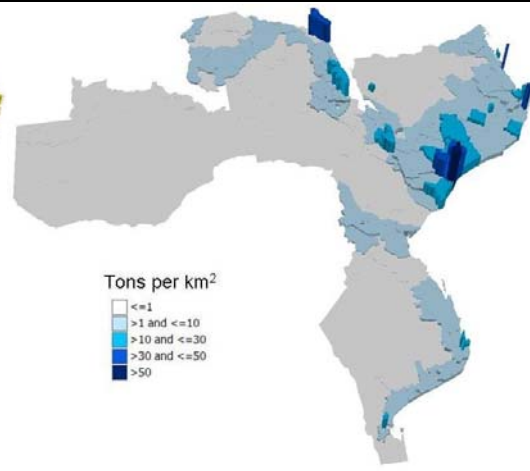 Tons per km²
<=1
>1 and <=10
>10 and <=30
>30 and <=50
>50